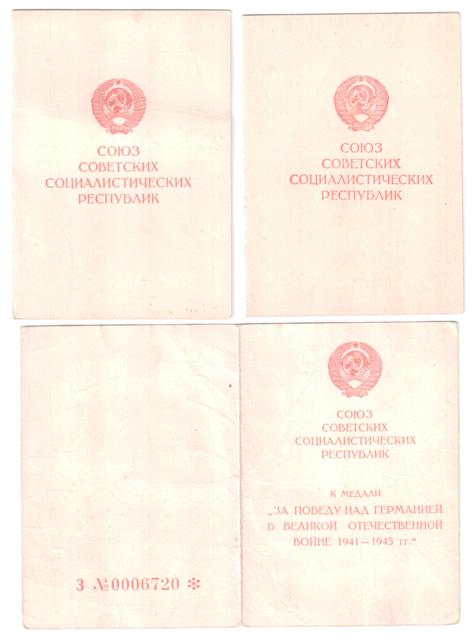 СОЮЗ
СОВЕТСКИХ
СОЦИАЛИСТИЧЕСКИХ
РЕСПУБЛИК
СОЮЗ
СОВЕТСКИХ
СОЦИАЛИСТИЧЕСКИХ
РЕСПУБЛИК
З №0006720 ❇
СОЮЗ
СОВЕТСКИХ
СОЦИАЛИСТИЧЕСКИХ
РЕСПУБЛИК
К МЕДАЛИ
„ЗА ПОБЕДУ НАД ГЕРМАНИЕЙ
В ВЕЛИКОЙ ОТЕЧЕСТВЕННОЙ
ВОЙНЕ 1941—1945 гг.“